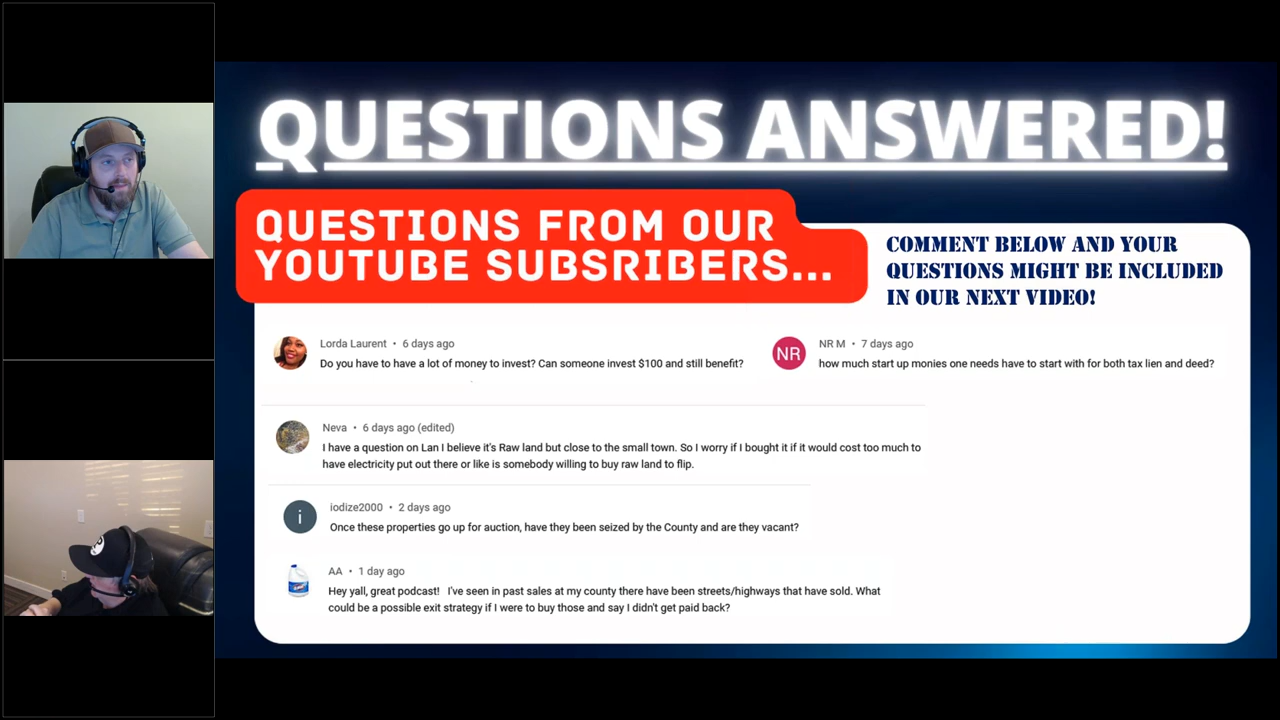 QUESTIONS ANSWERED!
QUESTIONS FROM OUR
YOUTUBE SUBSRIBERS...
COMMENT BELOW AND YOUR
QUESTIONS MIGHT BE INCLUDED
IN OUR NEXT VIDEO!
Lorda Laurent • 6 days ago
Do you have to have a lot of money to invest? Can someone invest $100 and still benefit?
NR
NR M • 7 days ago
how much start up monies one needs have to start with for both tax lien and deed?
Neva • 6 days ago (edited)
I have a question on Lan I believe it's Raw land but close to the small town. So I worry if I bought it if it would cost too much to
have electricity put out there or like is somebody willing to buy raw land to flip.
i
iodize2000 • 2 days ago
Once these properties go up for auction, have they been seized by the County and are they vacant?
AA • 1 day ago
Hey yall, great podcast! I've seen in past sales at my county there have been streets/highways that have sold. What
could be a possible exit strategy if I were to buy those and say I didn't get paid back?